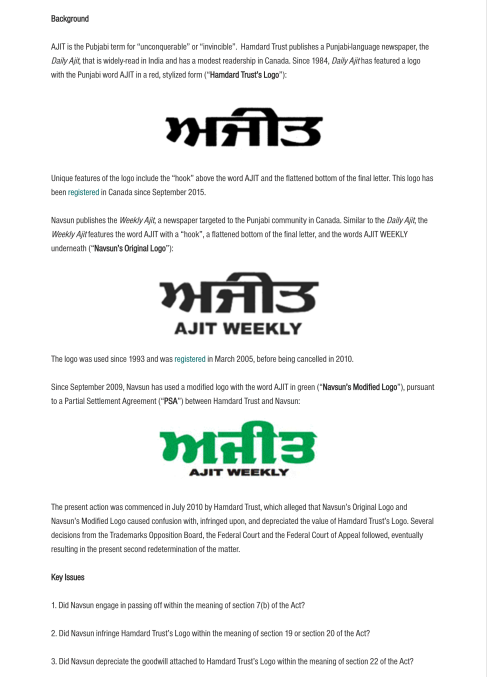 Background
AJIT is the Pubjabi term for "unconquerable" or "invincible". Hamdard Trust publishes a Punjabi-language newspaper, the
Daily Ajit, that is widely-read in India and has a modest readership in Canada. Since 1984, Daily Ajit has featured a logo
with the Punjabi word AJIT in a red, stylized form ("Hamdard Trust's Logo"):
ਅਜੀਤ
Unique features of the logo include the "hook" above the word AJIT and the flattened bottom of the final letter. This logo has
been registered in Canada since September 2015.
Navsun publishes the Weekly Ajit, a newspaper targeted to the Punjabi community in Canada. Similar to the Daily Ajit, the
Weekly Ajit features the word AJIT with a "hook", a flattened bottom of the final letter, and the words AJIT WEEKLY
underneath ("Navsun's Original Logo"):
ਅਜੀਤ
AJIT WEEKLY
The logo was used since 1993 and was registered in March 2005, before being cancelled in 2010.
Since September 2009, Navsun has used a modified logo with the word AJIT in green ("Navsun's Modified Logo"), pursuant
to a Partial Settlement Agreement ("PSA") between Hamdard Trust and Navsun:
ਅਜੀਤ
AJIT WEEKLY
The present action was commenced in July 2010 by Hamdard Trust, which alleged that Navsun's Original Logo and
Navsun's Modified Logo caused confusion with, infringed upon, and depreciated the value of Hamdard Trust's Logo. Several
decisions from the Trademarks Opposition Board, the Federal Court and the Federal Court of Appeal followed, eventually
resulting in the present second redetermination of the matter.
Key Issues
1. Did Navsun engage in passing off within the meaning of section 7(b) of the Act?
2. Did Navsun infringe Hamdard Trust's Logo within the meaning of section 19 or section 20 of the Act?
3. Did Navsun depreciate the goodwill attached to Hamdard Trust's Logo within the meaning of section 22 of the Act?